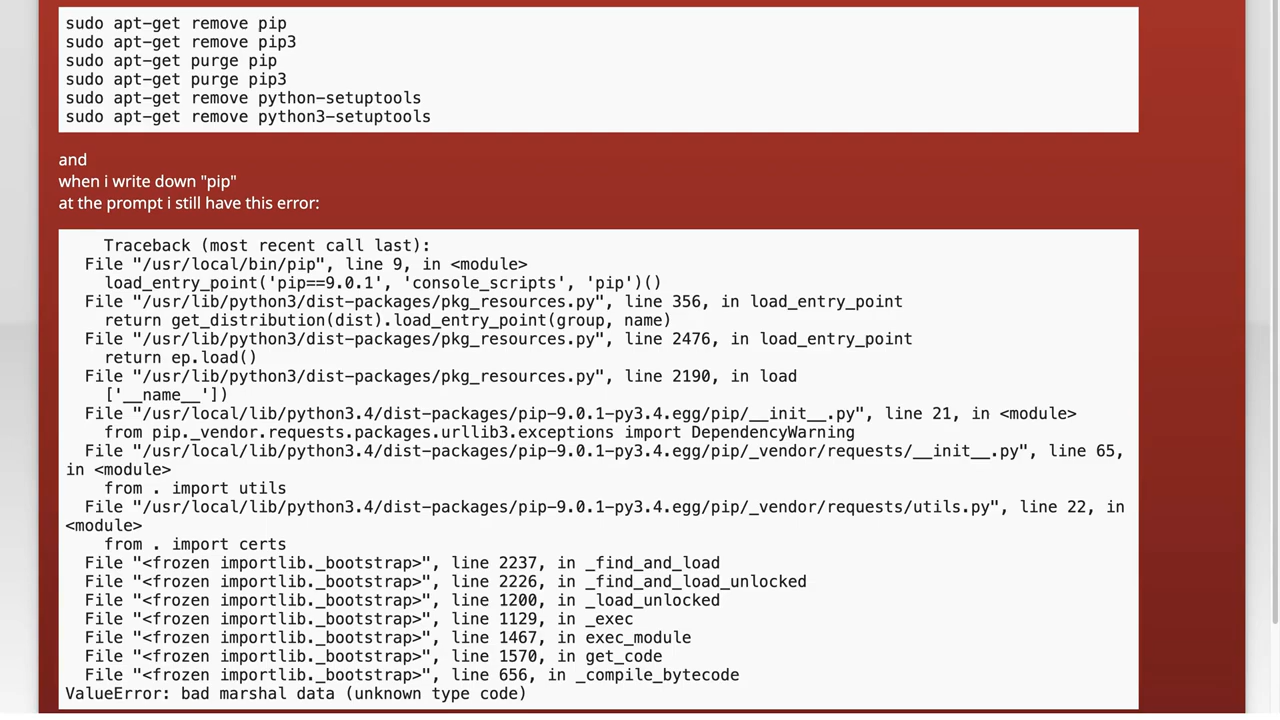 sudo apt-get remove pip
sudo apt-get remove pip3
sudo apt-get purge pip
sudo apt-get purge pip3
sudo apt-get remove python-setuptools
sudo apt-get remove python3-setuptools
and
when i write down "pip"
at the prompt i still have this error:
Traceback (most recent call last):
File "/usr/local/bin/pip", line 9, in <module>
load_entry_point('pip==9.0.1', 'console_scripts', 'pip')()
File "/usr/lib/python3/dist-packages/pkg_resources.py", line 356, in load_entry_point
return get_distribution(dist).load_entry_point(group, name)
File "/usr/lib/python3/dist-packages/pkg_resources.py", line 2476, in load_entry_point
return ep.load()
File "/usr/lib/python3/dist-packages/pkg_resources.py", line 2190, in load
['__name__'])
File "/usr/local/lib/python3.4/dist-packages/pip-9.0.1-py3.4.egg/pip/__init__.py", line 21, in <module>
from pip._vendor.requests.packages.urllib3.exceptions import DependencyWarning
File "/usr/local/lib/python3.4/dist-packages/pip-9.0.1-py3.4.egg/pip/_vendor/requests/__init__.py", line 65,
in <module>
from . import utils
File "/usr/local/lib/python3.4/dist-packages/pip-9.0.1-py3.4.egg/pip/_vendor/requests/utils.py", line 22, in
<module>
from . import certs
File "<frozen importlib._bootstrap>", line 2237, in _find_and_load
File "<frozen importlib._bootstrap>", line 2226, in _find_and_load_unlocked
File "<frozen importlib._bootstrap>", line 1200, in _load_unlocked
File "<frozen importlib._bootstrap>", line 1129, in _exec
File "<frozen importlib._bootstrap>", line 1467, in exec_module
File "<frozen importlib._bootstrap>", line 1570, in get_code
File "<frozen importlib._bootstrap>", line 656, in _compile_bytecode
ValueError: bad marshal data (unknown type code)